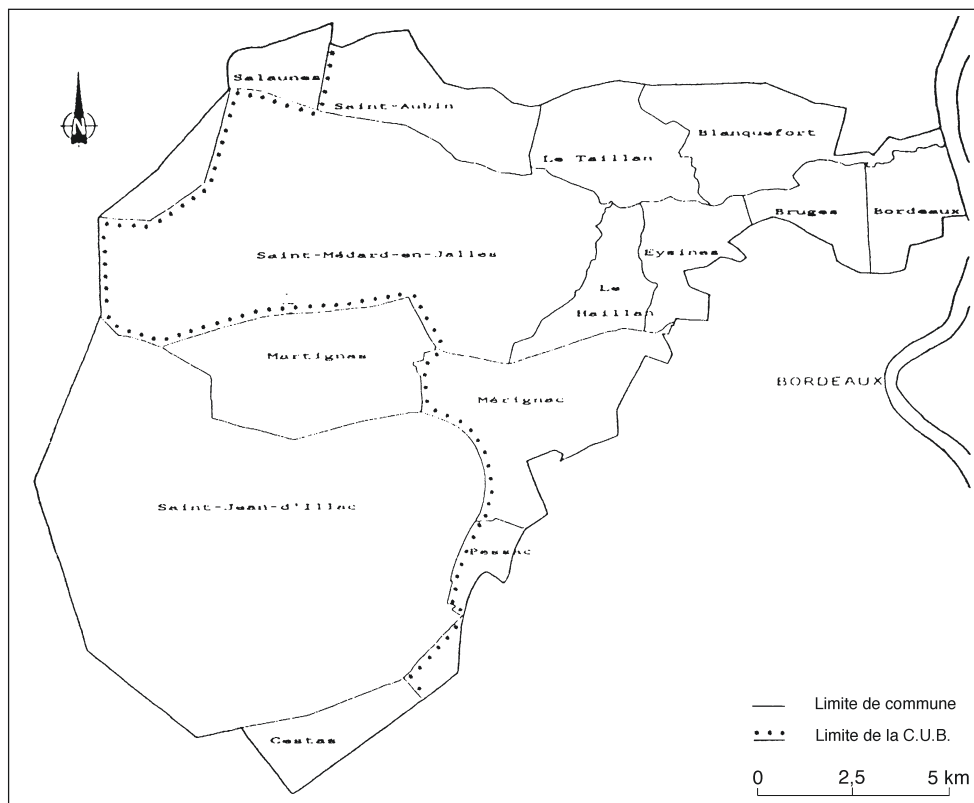 Salaunes
Saint-Aubin
N
Blanquefort
Le Taillan
Bruges
Bordeaux
Saint-Médard-en-Jalles
Eysines
Le
Haillan
Martignas
BORDEAUX
Mérignac
Saint-Jean-d'Illac
Pessac
Cestas
Limite de commune
Limite de la C.U.B.
0 2,5 5 km